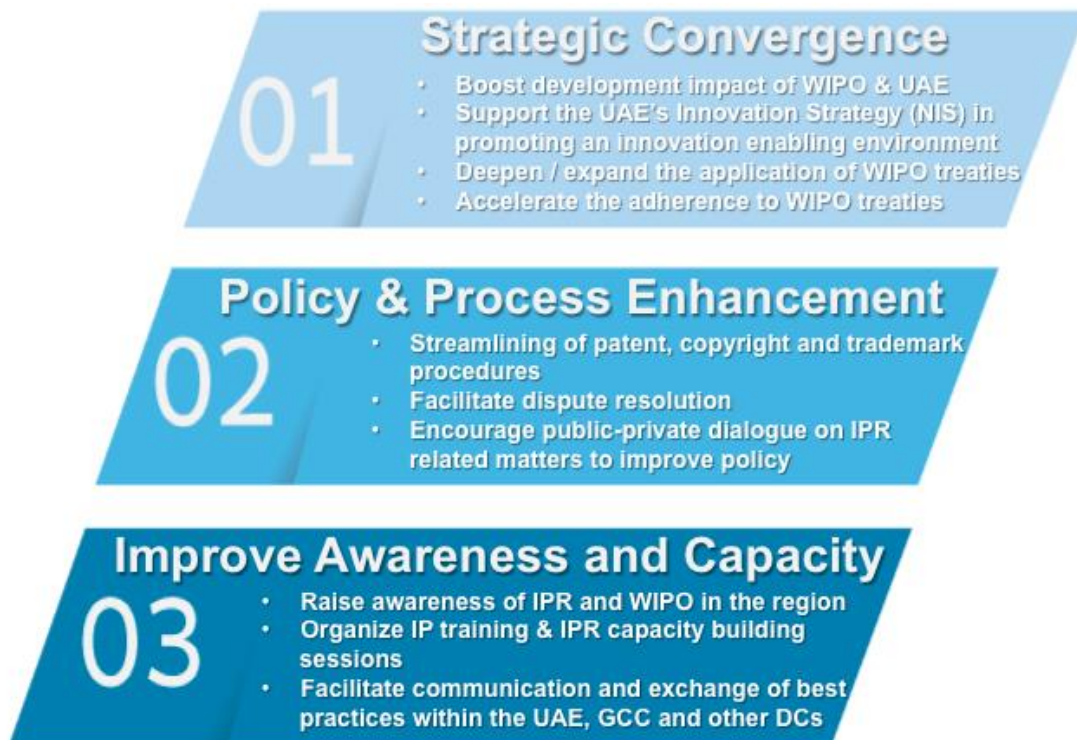 Strategic Convergence
01
• Boost development impact of WIPO & UAE
• Support the UAE's Innovation Strategy (NIS) in
promoting an innovation enabling environment
• Deepen / expand the application of WIPO treaties
• Accelerate the adherence to WIPO treaties
Policy & Process Enhancement
02
• Streamlining of patent, copyright and trademark
procedures
• Facilitate dispute resolution
• Encourage public-private dialogue on IPR
related matters to improve policy
Improve Awareness and Capacity
03
• Raise awareness of IPR and WIPO in the region
• Organize IP training & IPR capacity building
sessions
• Facilitate communication and exchange of best
practices within the UAE, GCC and other DCs